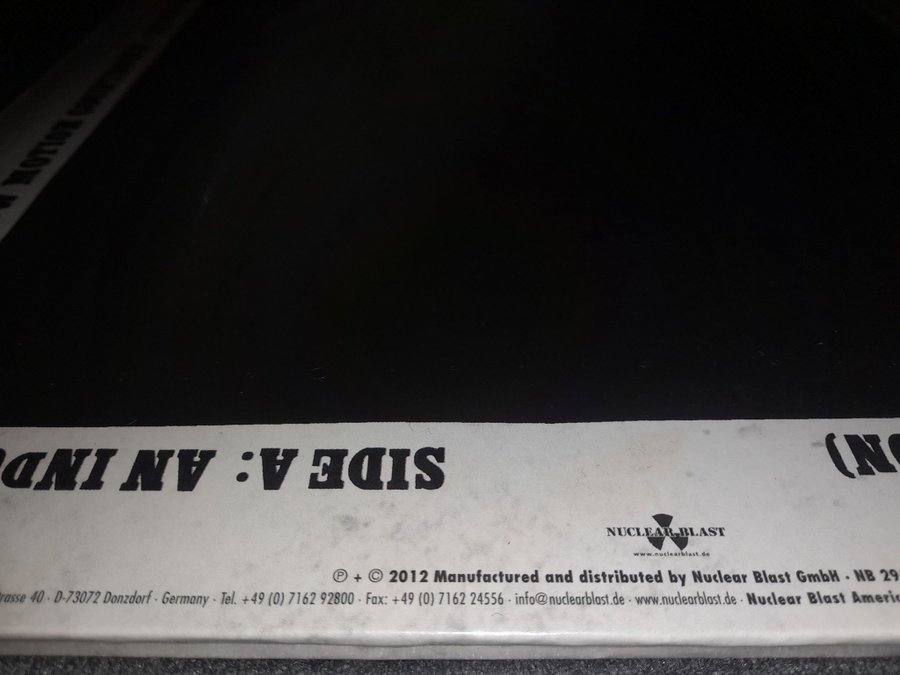 SIDE A: AN IND
ON)
NUCLEAR BLAST
www.nuclearblast.de
℗ + © 2012 Manufactured and distributed by Nuclear Blast GmbH · NB 29
rasse 40 · D-73072 Donzdorf · Germany · Tel. +49 (0) 7162 92800 · Fax: +49 (0) 7162 24556 · info@nuclearblast.de · www.nuclearblast.de · Nuclear Blast Americ